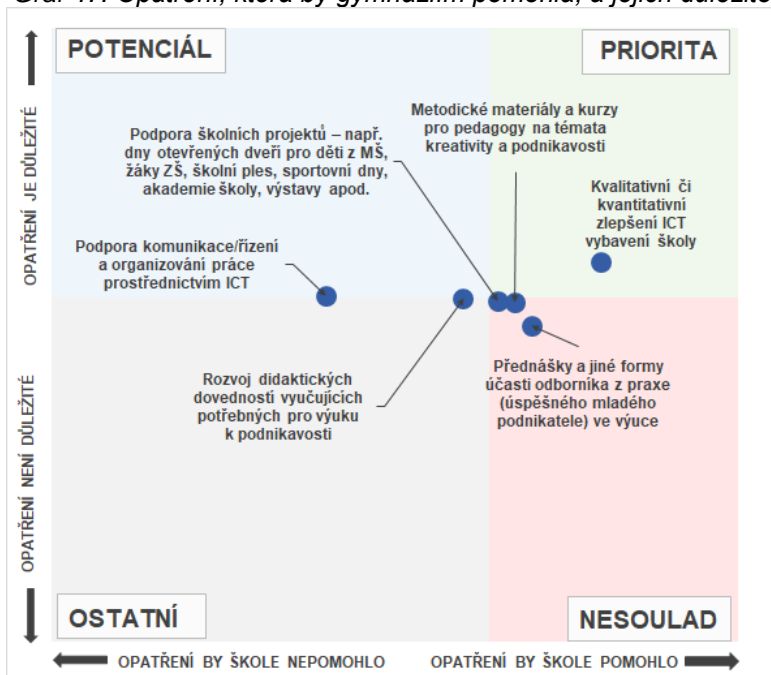 Graf 17: Opatření, která by gymnáziím pomohla, a jejich důležitost
POTENCIÁL
PRIORITA
OPATŘENÍ JE DŮLEŽITÉ
Podpora školních projektů – např.
dny otevřených dveří pro děti z MŠ,
žáky ZŠ, školní ples, sportovní dny,
akademie školy, výstavy apod.
Metodické materiály a kurzy
pro pedagogy na témata
kreativity a podnikavosti
Kvalitativní či
kvantitativní
zlepšení ICT
vybavení školy
Podpora komunikace/řízení
a organizování práce
prostřednictvím ICT
Rozvoj didaktických
dovedností vyučujících
potřebných pro výuku
k podnikavosti
Přednášky a jiné formy
účasti odborníka z praxe
(úspěšného mladého
podnikatele) ve výuce
OPATŘENÍ NENÍ DŮLEŽITÉ
OSTATNÍ
NESOULAD
OPATŘENÍ BY ŠKOLE NEPOMOHLO
OPATŘENÍ BY ŠKOLE POMOHLO